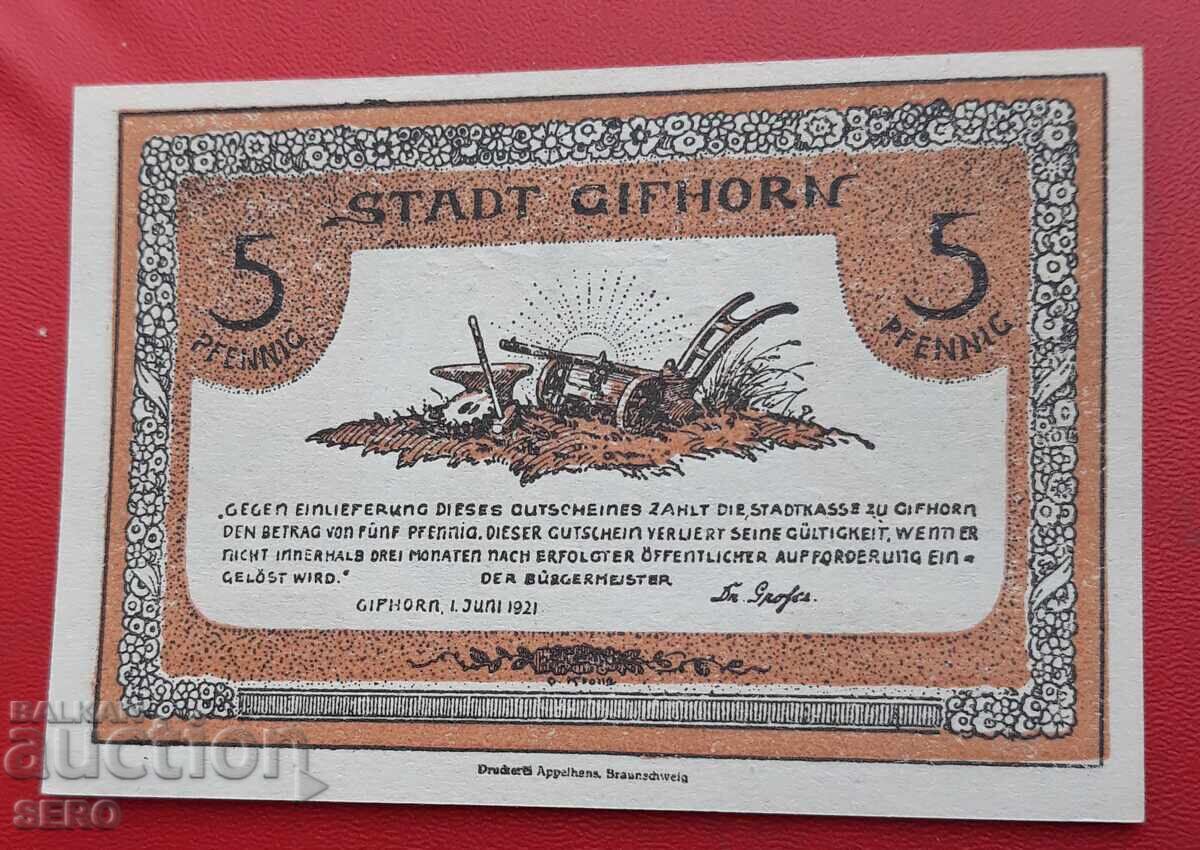 STADT GIFHORN
5
PFENNIG
5
PFENNIG
„GEGEN EINLIEFERUNG DIESES GUTSCHEINES ZAHLT DIE STADTKASSE ZU GIFHORN
DEN BETRAG VON FÜNF PFENNIG. DIESER GUTSCHEIN VERLIERT SEINE GÜLTIGKEIT, WENN ER
NICHT INNERHALB DREI MONATEN NACH ERFOLGTER ÖFFENTLICHER AUFFORDERUNG EIN=
GELÖST WIRD."
DER BÜRGERMEISTER
GIFHORN, 1. JUNI 1921
Druckerei Appelhans, Braunschweig
BALKAN
auction
SERO